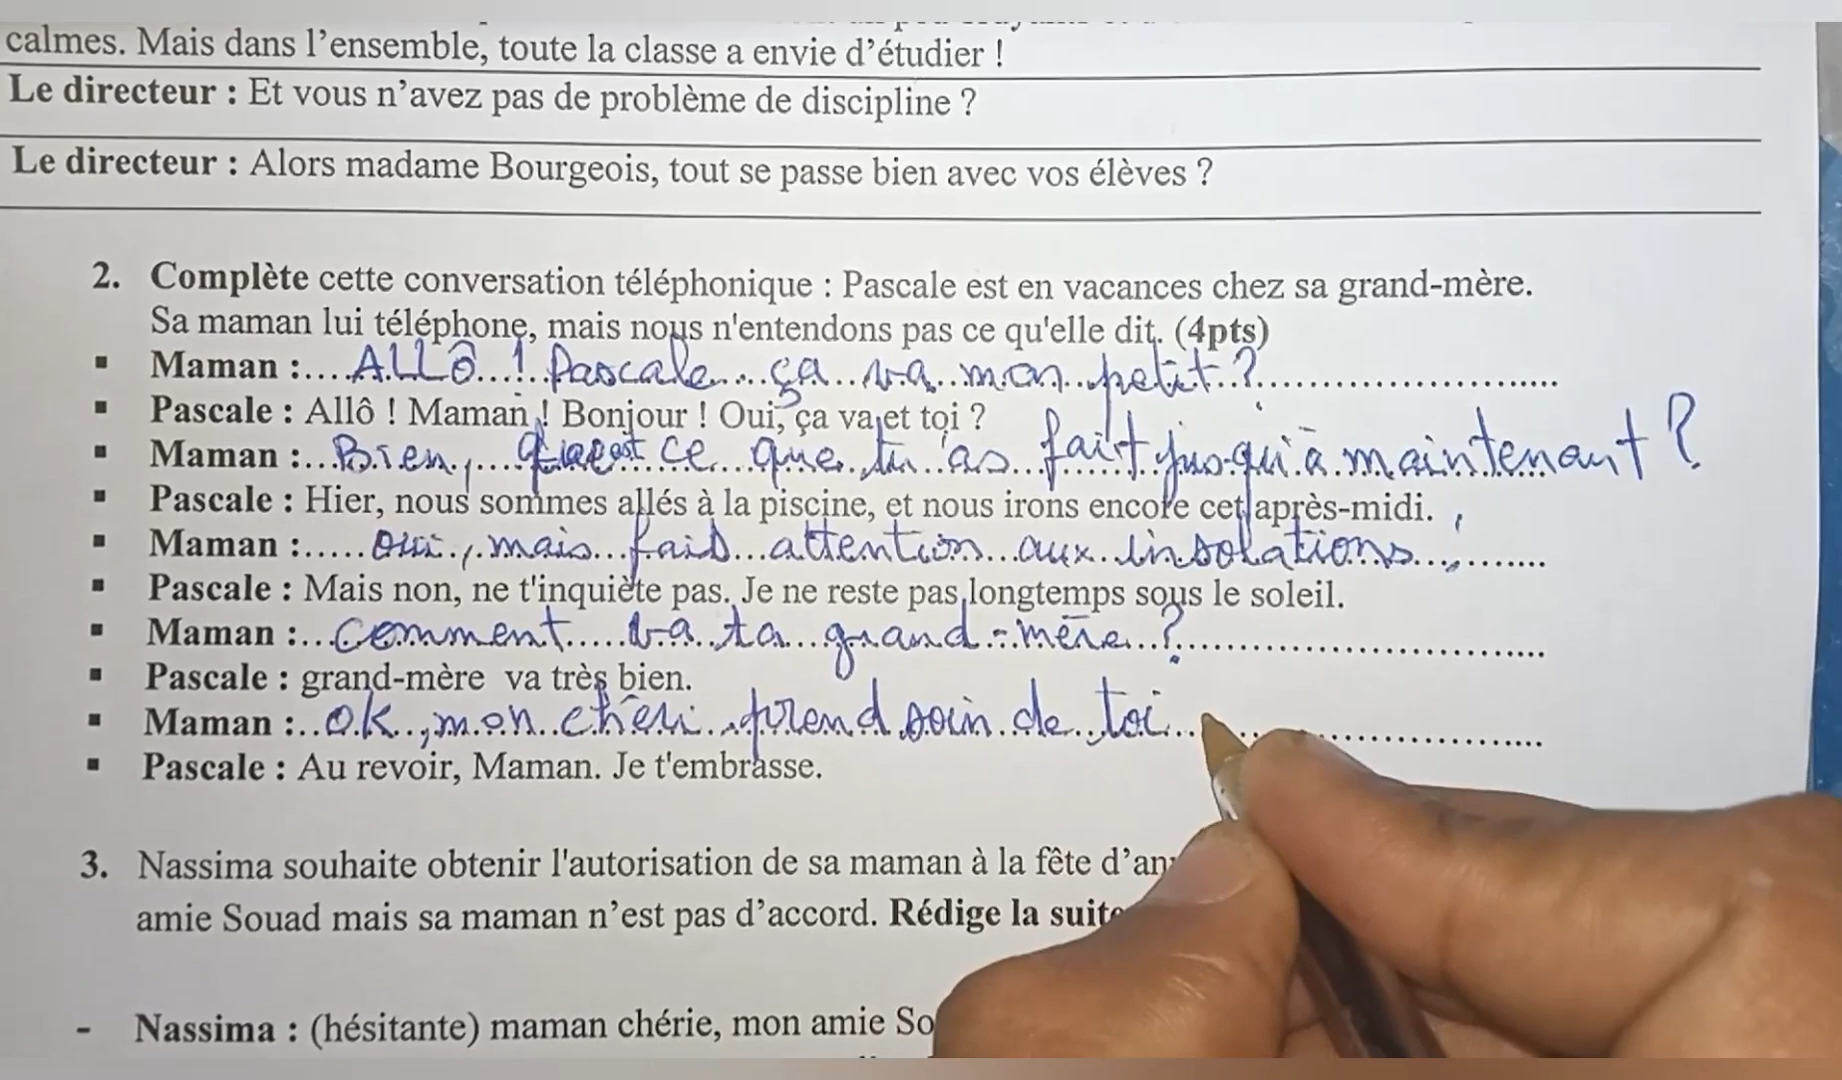 calmes. Mais dans l'ensemble, toute la classe a envie d'étudier !
Le directeur : Et vous n'avez pas de problème de discipline ?
Le directeur : Alors madame Bourgeois, tout se passe bien avec vos élèves ?
2. Complète cette conversation téléphonique : Pascale est en vacances chez sa grand-mère.
Sa maman lui téléphone, mais nous n'entendons pas ce qu'elle dit. (4pts)
▪ Maman :....ALLô...!..Pascale....ça..va..mon..petit..?..............................
▪ Pascale : Allô ! Maman ! Bonjour ! Oui, ça va et toi ?
▪ Maman :...Bien,.... ce...que..tu..as..fait jusqu'à maintenant ?
▪ Pascale : Hier, nous sommes allés à la piscine, et nous irons encore cet après-midi.
▪ Maman :......oui.,.mais...fais...attention..aux..insolations...........
▪ Pascale : Mais non, ne t'inquiète pas. Je ne reste pas longtemps sous le soleil.
▪ Maman :...Comment.....va..ta...grand-mère..?..............................
▪ Pascale : grand-mère va très bien.
▪ Maman :..OK..,mon..chéri...prend soin.de..toi..........................
▪ Pascale : Au revoir, Maman. Je t'embrasse.
3. Nassima souhaite obtenir l'autorisation de sa maman à la fête
amie Souad mais sa maman n'est pas d'accord. Rédige la suite
- Nassima : (hésitante) maman chérie, mon amie